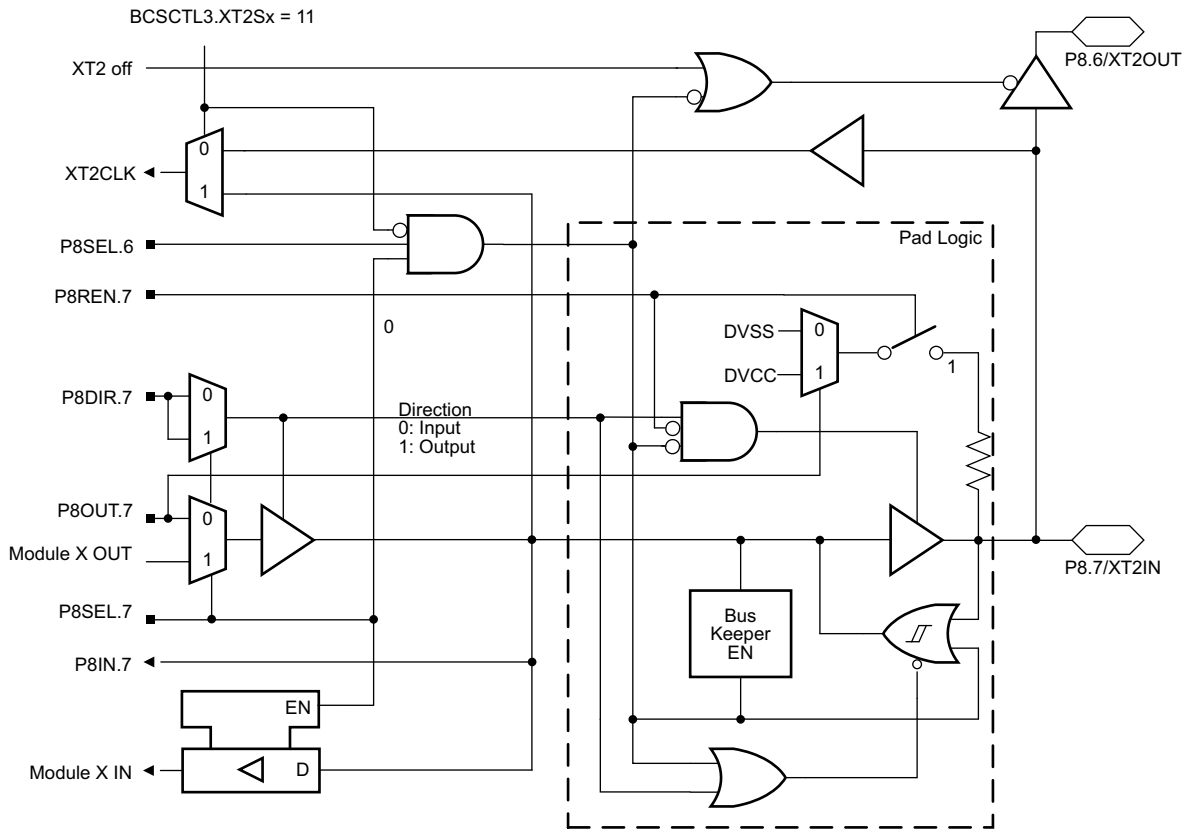 BCSCTL3.XT2Sx = 11
XT2 off
P8.6/XT2OUT
0
XT2CLK
1
P8SEL.6
Pad Logic
P8REN.7
0
DVSS
0
DVCC
1
1
P8DIR.7
0
1
Direction
0: Input
1: Output
P8OUT.7
0
Module X OUT
1
P8.7/XT2IN
P8SEL.7
Bus
Keeper
EN
P8IN.7
EN
Module X IN
D